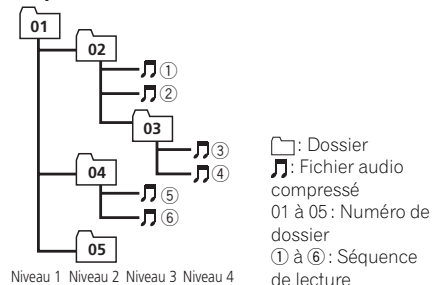 01
02
①
②
03
③
④
04
⑤
⑥
05
Niveau 1 Niveau 2 Niveau 3 Niveau 4
: Dossier
: Fichier audio
compressé
01 à 05 : Numéro de
dossier
① à ⑥ : Séquence
de lecture